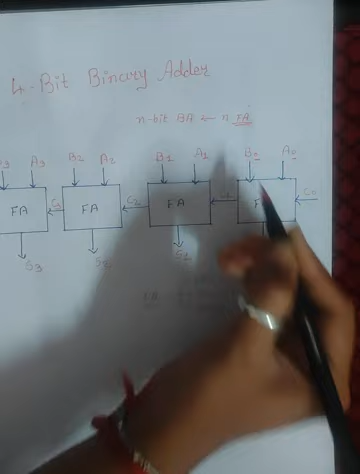 4-Bit Binary Adder
n-bit BA ← n FA
B3 A3 B2 A2 B1 A1 B0 A0
FA C3 FA C2 FA C1 C0
S3 S2 S1